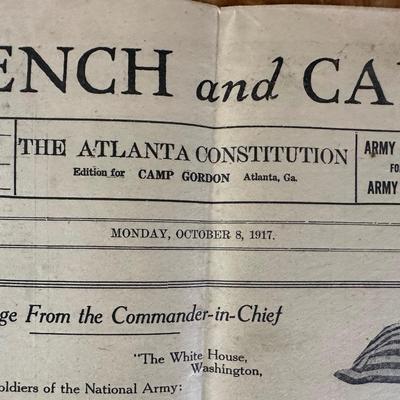 ENCH and CA
THE ATLANTA CONSTITUTION
Edition for CAMP GORDON Atlanta, Ga.
ARMY
FO
ARMY
MONDAY, OCTOBER 8, 1917.
ge From the Commander-in-Chief
"The White House,
Washington,
oldiers of the National Army: